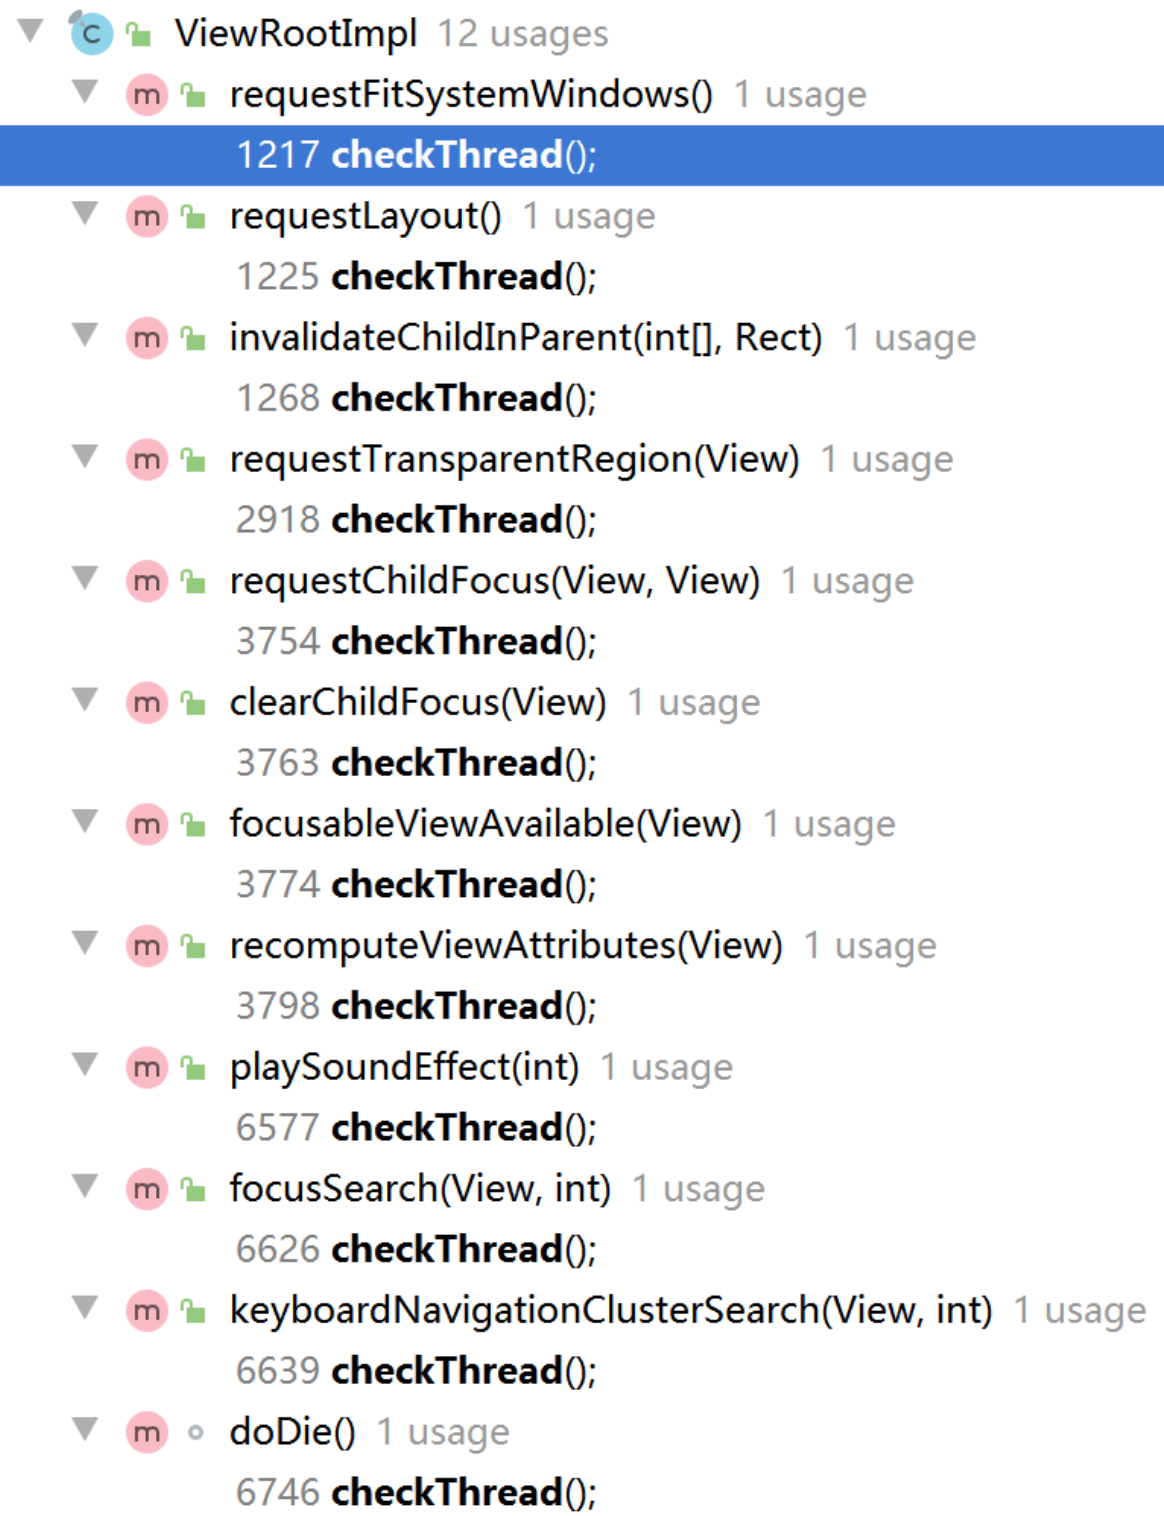 C ViewRootImpl 12 usages
m requestFitSystemWindows() 1 usage
1217 checkThread();
m requestLayout() 1 usage
1225 checkThread();
m invalidateChildInParent(int[], Rect) 1 usage
1268 checkThread();
m requestTransparentRegion(View) 1 usage
2918 checkThread();
m requestChildFocus(View, View) 1 usage
3754 checkThread();
m clearChildFocus(View) 1 usage
3763 checkThread();
m focusableViewAvailable(View) 1 usage
3774 checkThread();
m recomputeViewAttributes(View) 1 usage
3798 checkThread();
m playSoundEffect(int) 1 usage
6577 checkThread();
m focusSearch(View, int) 1 usage
6626 checkThread();
m keyboardNavigationClusterSearch(View, int) 1 usage
6639 checkThread();
m doDie() 1 usage
6746 checkThread();